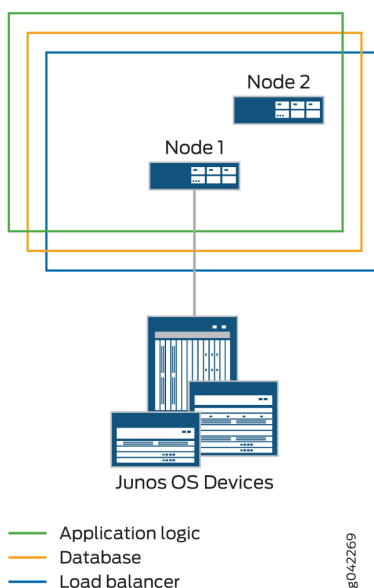 Node 2
Node 1
Junos OS Devices
Application logic
Database
Load balancer
g042269